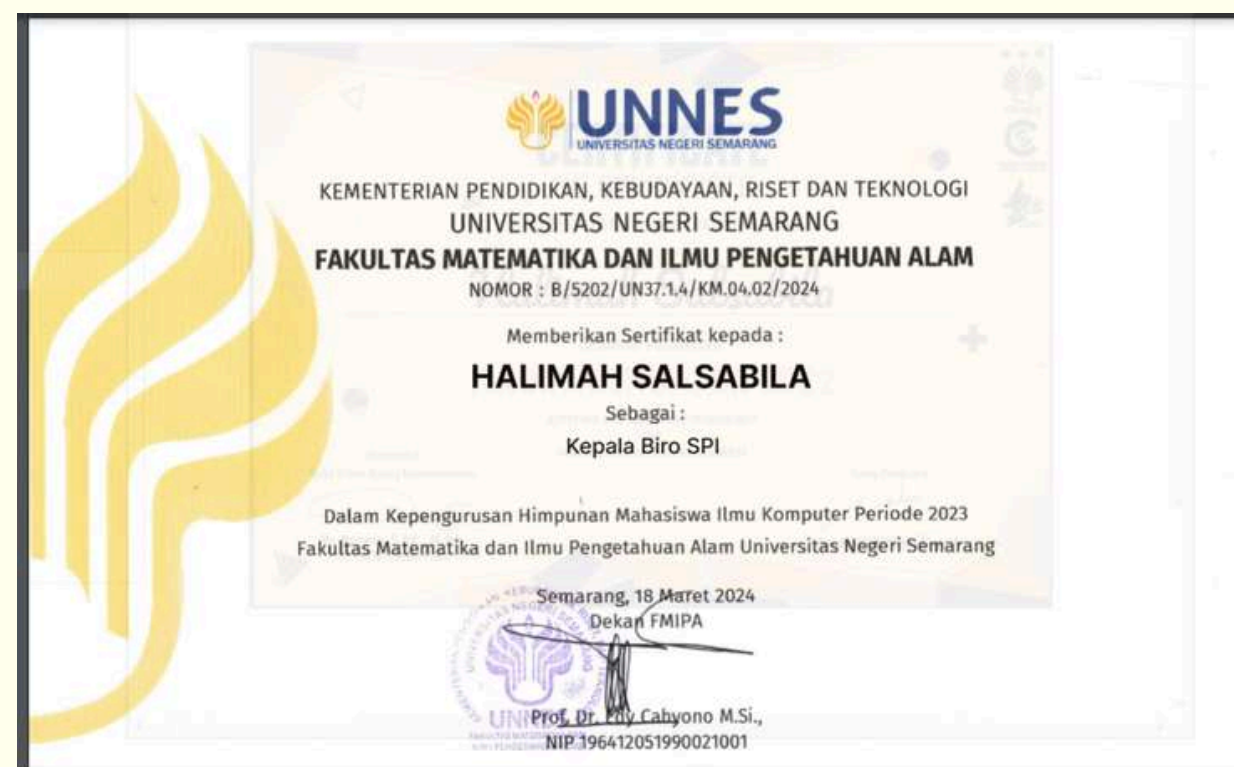 UNNES
UNIVERSITAS NEGERI SEMARANG
KEMENTERIAN PENDIDIKAN, KEBUDAYAAN, RISET DAN TEKNOLOGI
UNIVERSITAS NEGERI SEMARANG
FAKULTAS MATEMATIKA DAN ILMU PENGETAHUAN ALAM
NOMOR : B/5202/UN37.1.4/KM.04.02/2024
Memberikan Sertifikat kepada :
HALIMAH SALSABILA
Sebagai :
Kepala Biro SPI
Dalam Kepengurusan Himpunan Mahasiswa Ilmu Komputer Periode 2023
Fakultas Matematika dan Ilmu Pengetahuan Alam Universitas Negeri Semarang
Semarang, 18 Maret 2024
Dekan FMIPA
UNNES
Prof. Dr. Edy Cahyono M.Si.,
NIP 196412051990021001